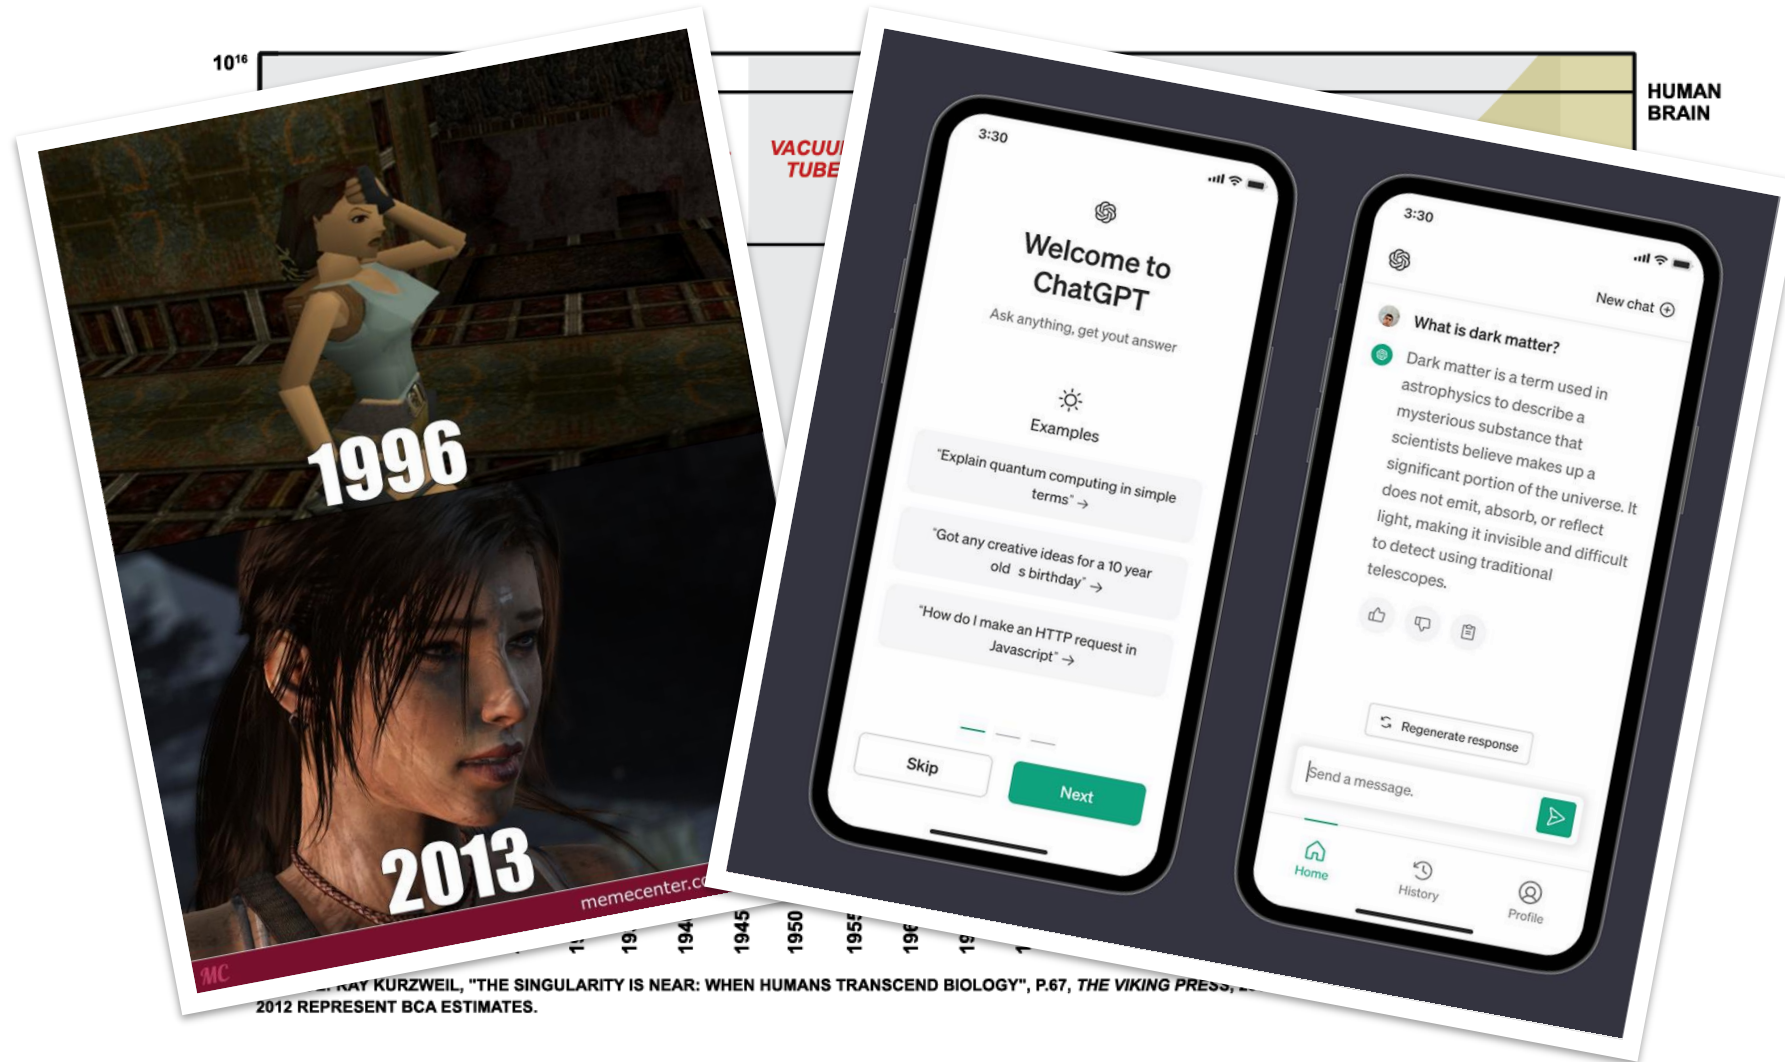 10¹⁶
HUMAN
BRAIN
VACUU
TUBE
1996
2013
memecenter.c
MC
3:30
Welcome to
ChatGPT
Ask anything, get yout answer
Examples
"Explain quantum computing in simple
terms" →
"Got any creative ideas for a 10 year
old s birthday" →
"How do I make an HTTP request in
Javascript" →
Skip
Next
3:30
New chat
What is dark matter?
Dark matter is a term used in
astrophysics to describe a
mysterious substance that
scientists believe makes up a
significant portion of the universe. It
does not emit, absorb, or reflect
light, making it invisible and difficult
to detect using traditional
telescopes.
Regenerate response
Send a message.
Home
History
Profile
1945
1950
RAY KURZWEIL, "THE SINGULARITY IS NEAR: WHEN HUMANS TRANSCEND BIOLOGY", P.67, THE VIKING PRESS,
2012 REPRESENT BCA ESTIMATES.